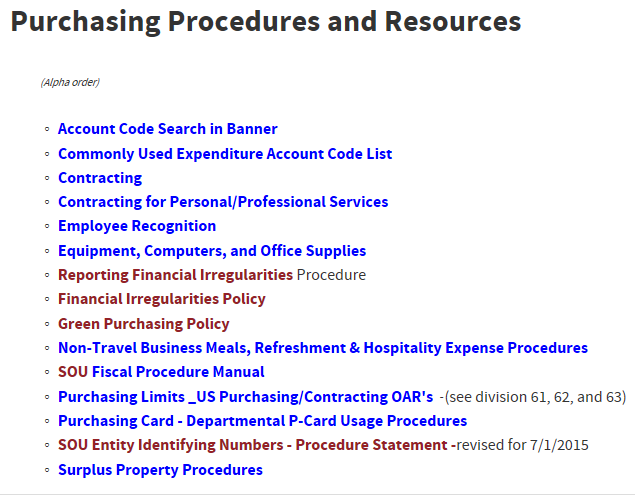 Purchasing Procedures and Resources
(Alpha order)
Account Code Search in Banner
Commonly Used Expenditure Account Code List
Contracting
Contracting for Personal/Professional Services
Employee Recognition
Equipment, Computers, and Office Supplies
Reporting Financial Irregularities Procedure
Financial Irregularities Policy
Green Purchasing Policy
Non-Travel Business Meals, Refreshment & Hospitality Expense Procedures
SOU Fiscal Procedure Manual
Purchasing Limits _US Purchasing/Contracting OAR's -(see division 61, 62, and 63)
Purchasing Card - Departmental P-Card Usage Procedures
SOU Entity Identifying Numbers - Procedure Statement -revised for 7/1/2015
Surplus Property Procedures